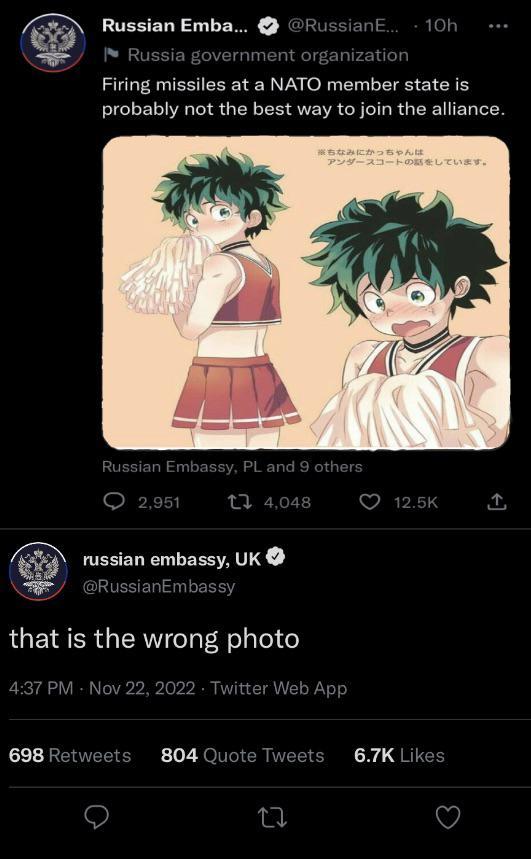 Russian Emba... @RussianE... · 10h
Russia government organization
Firing missiles at a NATO member state is
probably not the best way to join the alliance.
※ちなみにかっちゃんは
アンダースコートの話をしています。
Russian Embassy, PL and 9 others
2,951 4,048 12.5K
russian embassy, UK
@RussianEmbassy
that is the wrong photo
4:37 PM · Nov 22, 2022 · Twitter Web App
698 Retweets 804 Quote Tweets 6.7K Likes